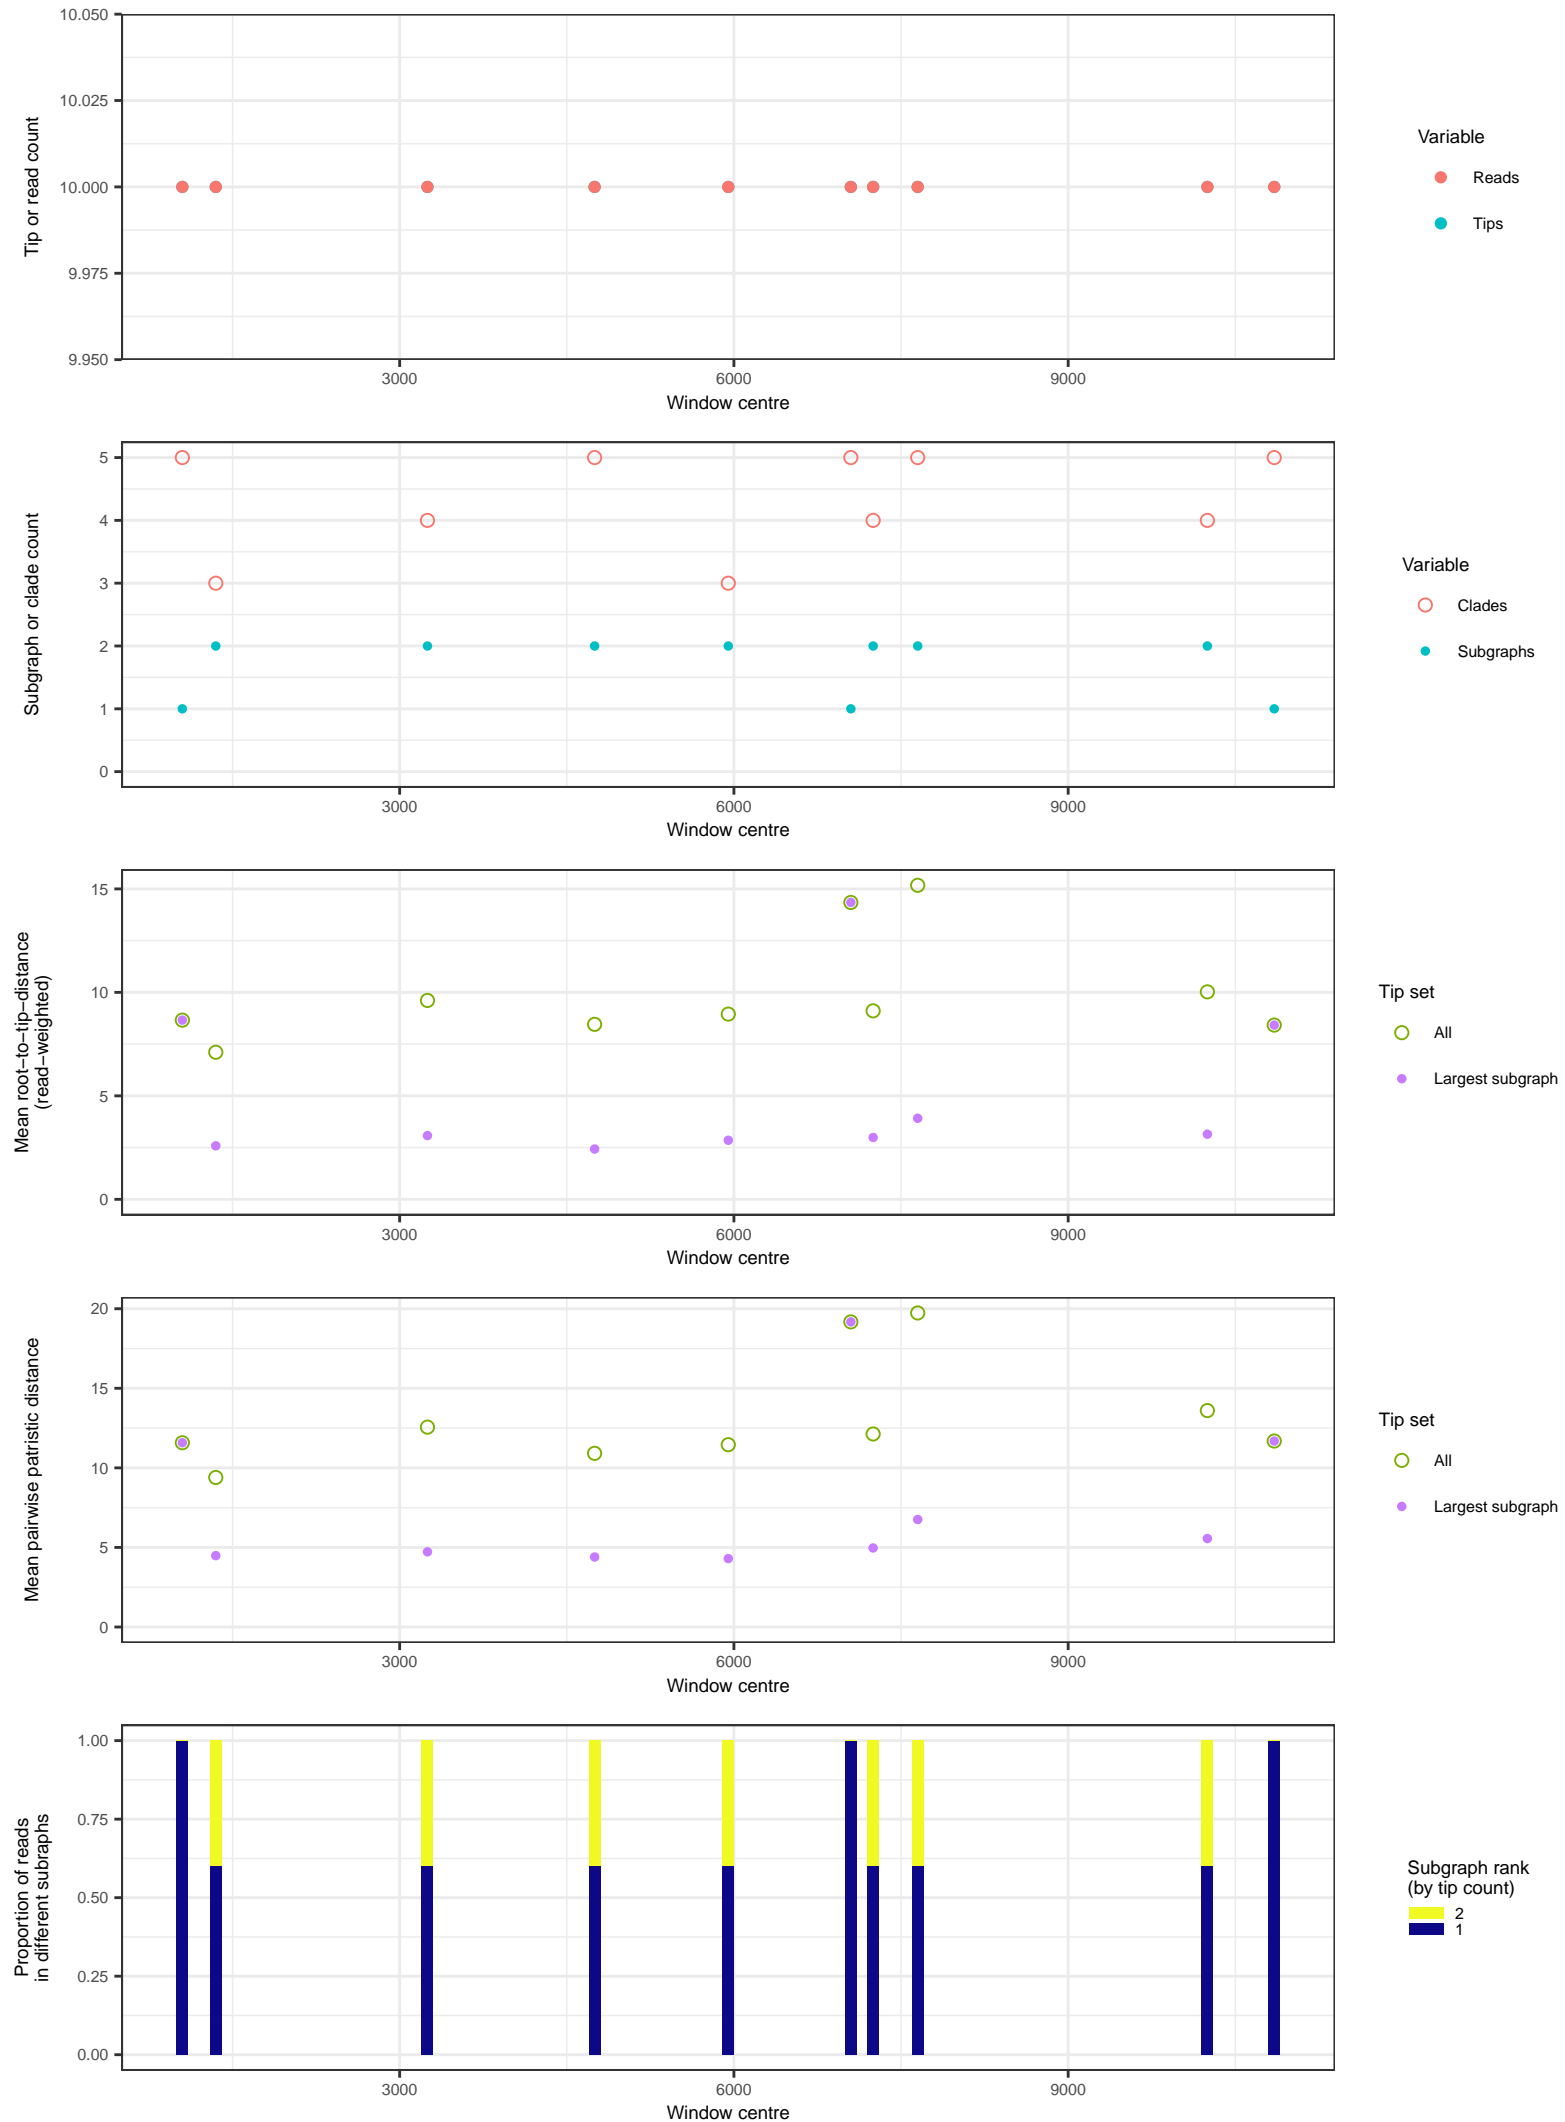 10.050
10.025
10.000
9.975
9.950
Tip or read count
3000
6000
9000
Window centre
Variable
Reads
Tips
5
4
3
2
1
0
Subgraph or clade count
3000
6000
9000
Window centre
Variable
Clades
Subgraphs
15
10
5
0
Mean root−to−tip−distance
(read−weighted)
3000
6000
9000
Window centre
Tip set
All
Largest subgraph
20
15
10
5
0
Mean pairwise patristic distance
3000
6000
9000
Window centre
Tip set
All
Largest subgraph
1.00
0.75
0.50
0.25
0.00
Proportion of reads
in different subraphs
3000
6000
9000
Window centre
Subgraph rank
(by tip count)
2
1